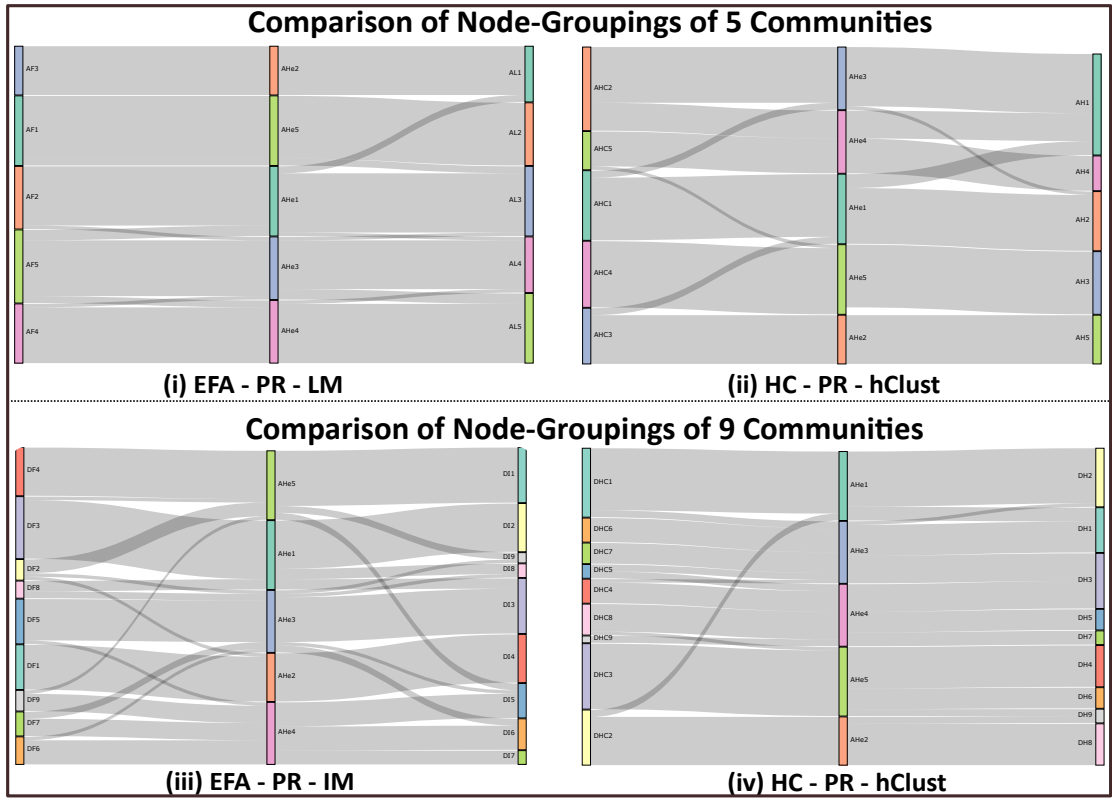 Comparison of Node-Groupings of 5 Communities
AF3
AF1
AF2
AF5
AF4
AHe2
AHe5
AHe1
AHe3
AHe4
AL1
AL2
AL3
AL4
AL5
(i) EFA - PR - LM
AHC2
AHC5
AHC1
AHC4
AHC3
AHe3
AHe4
AHe1
AHe5
AHe2
AH1
AH4
AH2
AH3
AH5
(ii) HC - PR - hClust
Comparison of Node-Groupings of 9 Communities
DF4
DF3
DF2
DF8
DF5
DF1
DF9
DF7
DF6
AHe5
AHe1
AHe3
AHe2
AHe4
DI1
DI2
DI9
DI8
DI3
DI4
DI5
DI6
DI7
(iii) EFA - PR - IM
DHC1
DHC6
DHC7
DHC5
DHC4
DHC8
DHC9
DHC3
DHC2
AHe1
AHe3
AHe4
AHe5
AHe2
DH2
DH1
DH3
DH5
DH7
DH4
DH6
DH9
DH8
(iv) HC - PR - hClust